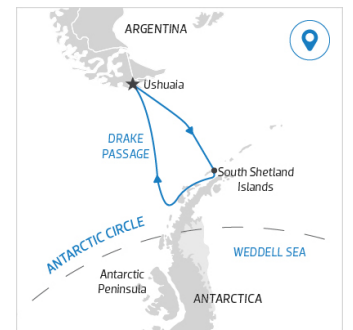 ARGENTINA
Ushuaia
DRAKE
PASSAGE
South Shetland
Islands
ANTARCTIC CIRCLE
WEDDELL SEA
Antarctic
Peninsula
ANTARCTICA